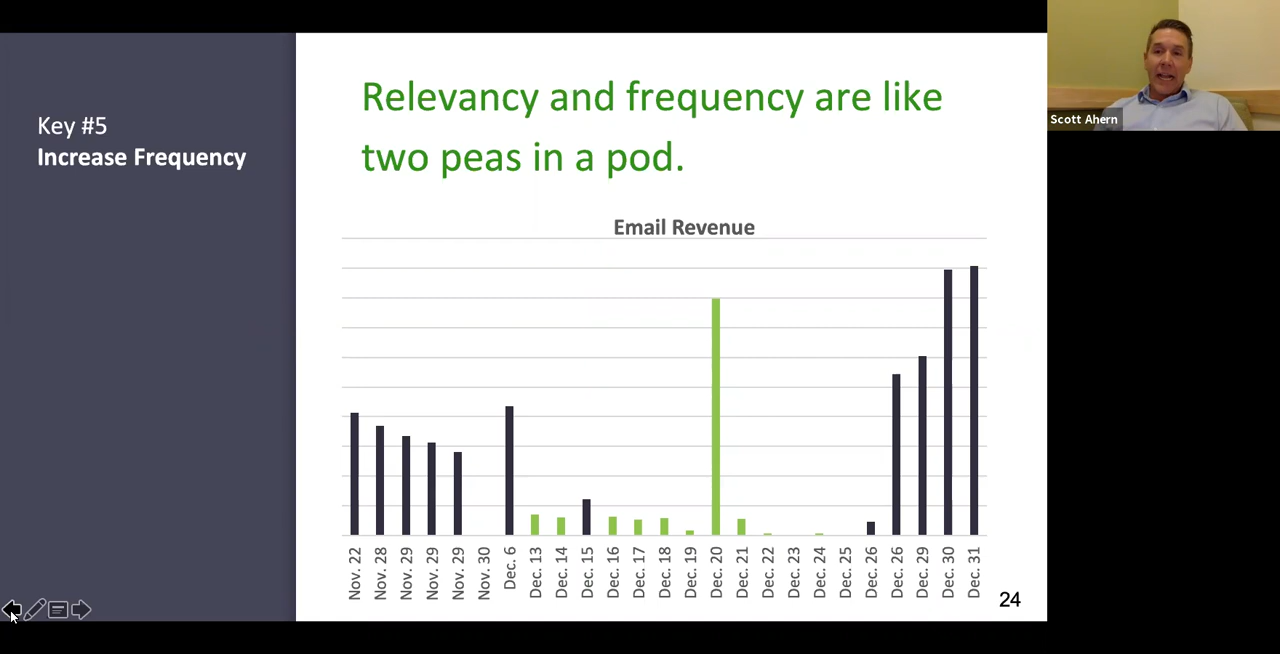 Key #5
Increase Frequency
Relevancy and frequency are like
two peas in a pod.
Email Revenue
Nov. 22
Nov. 28
Nov. 29
Nov. 29
Nov. 29
Nov. 30
Dec. 6
Dec. 13
Dec. 14
Dec. 15
Dec. 16
Dec. 17
Dec. 18
Dec. 19
Dec. 20
Dec. 21
Dec. 22
Dec. 23
Dec. 24
Dec. 25
Dec. 26
Dec. 26
Dec. 29
Dec. 30
Dec. 31
24
Scott Ahern